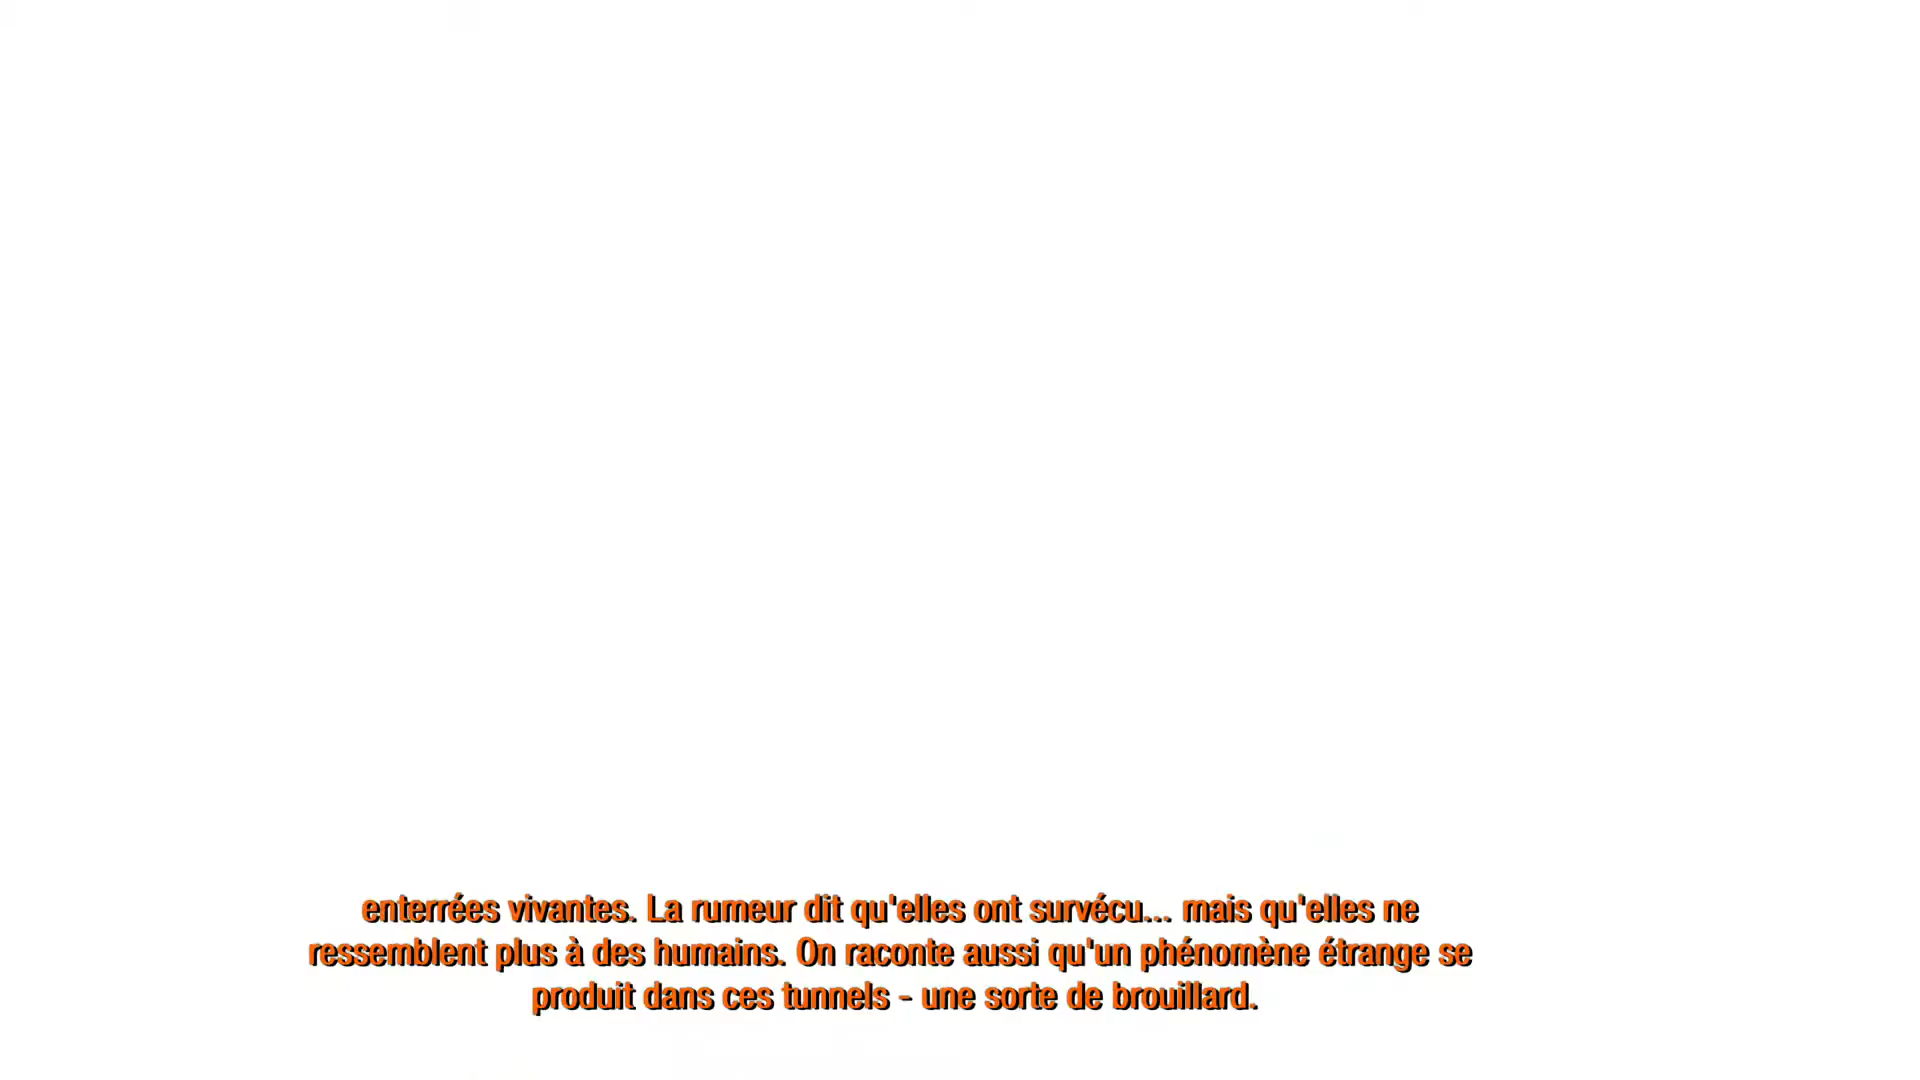 enterrées vivantes. La rumeur dit qu'elles ont survécu... mais qu'elles ne
ressemblent plus à des humains. On raconte aussi qu'un phénomène étrange se
produit dans ces tunnels - une sorte de brouillard.